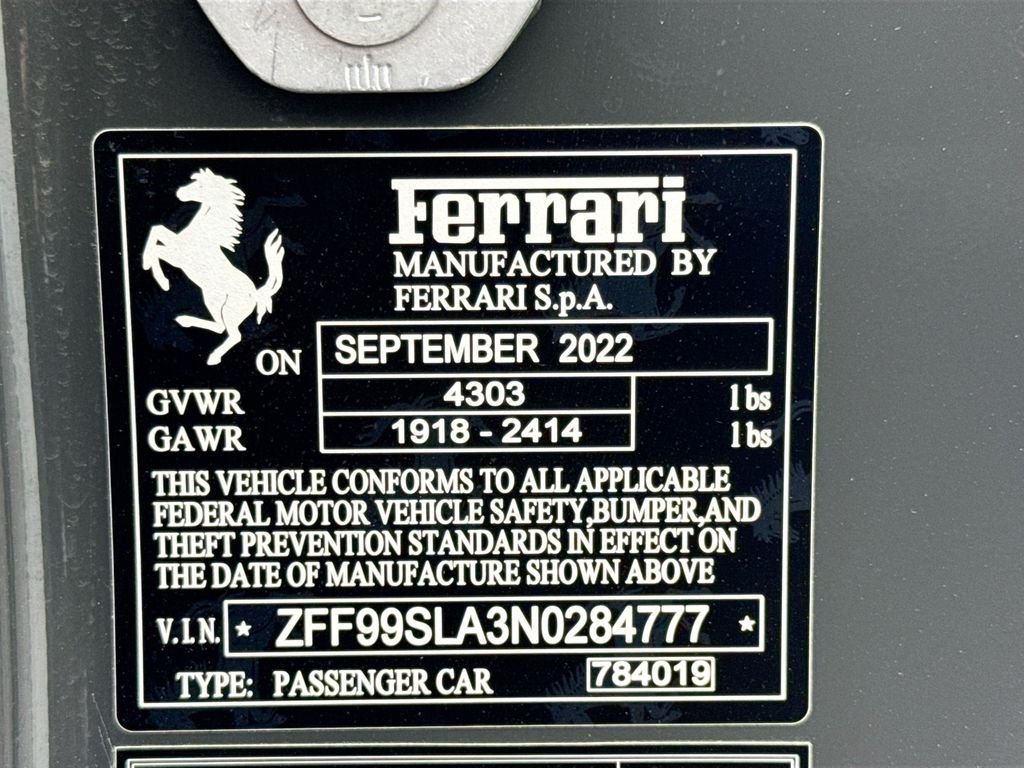 Ferrari
MANUFACTURED BY
FERRARI S.p.A.
ON SEPTEMBER 2022
GVWR 4303 lbs
GAWR 1918 - 2414 lbs
THIS VEHICLE CONFORMS TO ALL APPLICABLE
FEDERAL MOTOR VEHICLE SAFETY,BUMPER,AND
THEFT PREVENTION STANDARDS IN EFFECT ON
THE DATE OF MANUFACTURE SHOWN ABOVE
V.I.N. * ZFF99SLA3N0284777 *
TYPE: PASSENGER CAR 784019